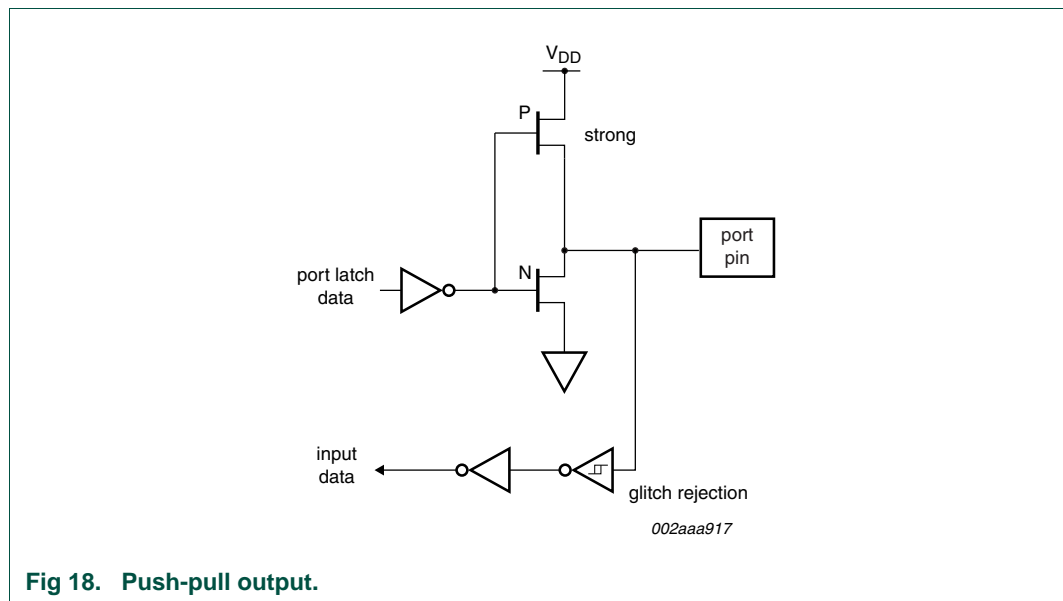 VDD
P
strong
port
pin
N
port latch
data
input
data
glitch rejection
002aaa917
Fig 18. Push-pull output.